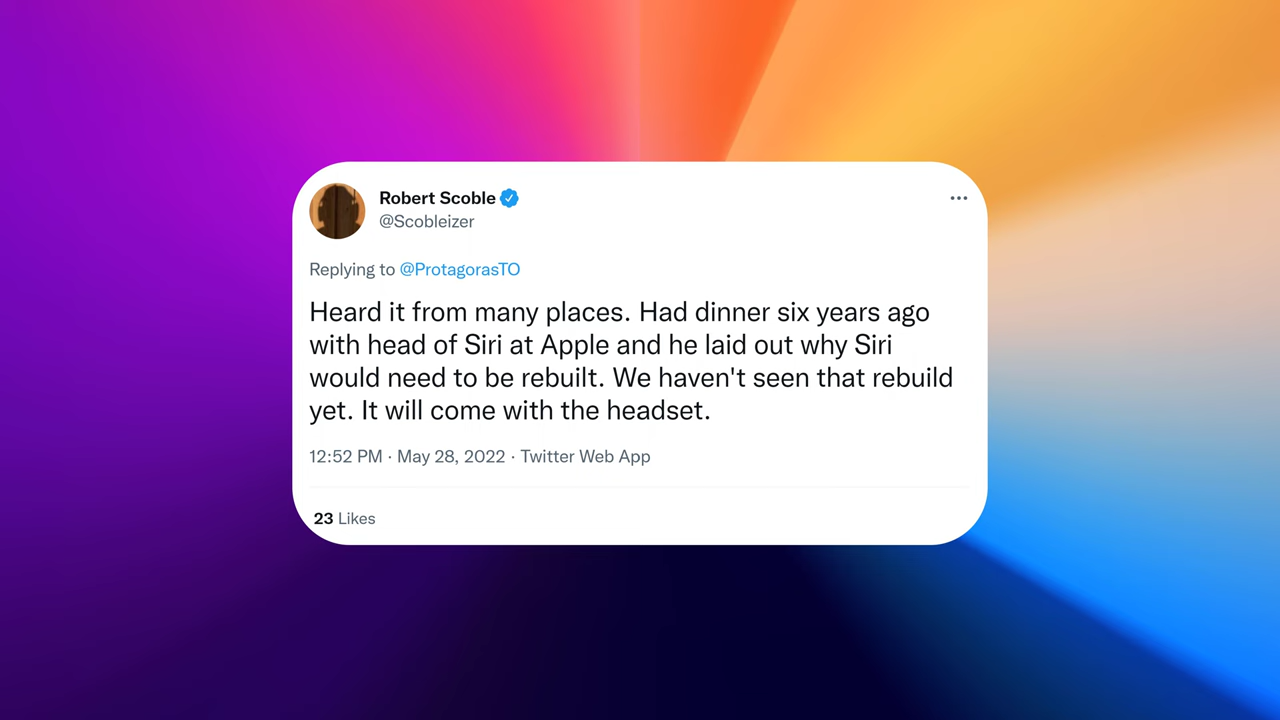 Robert Scoble
@Scobleizer
Replying to @ProtagorasTO
Heard it from many places. Had dinner six years ago
with head of Siri at Apple and he laid out why Siri
would need to be rebuilt. We haven't seen that rebuild
yet. It will come with the headset.
12:52 PM · May 28, 2022 · Twitter Web App
23 Likes